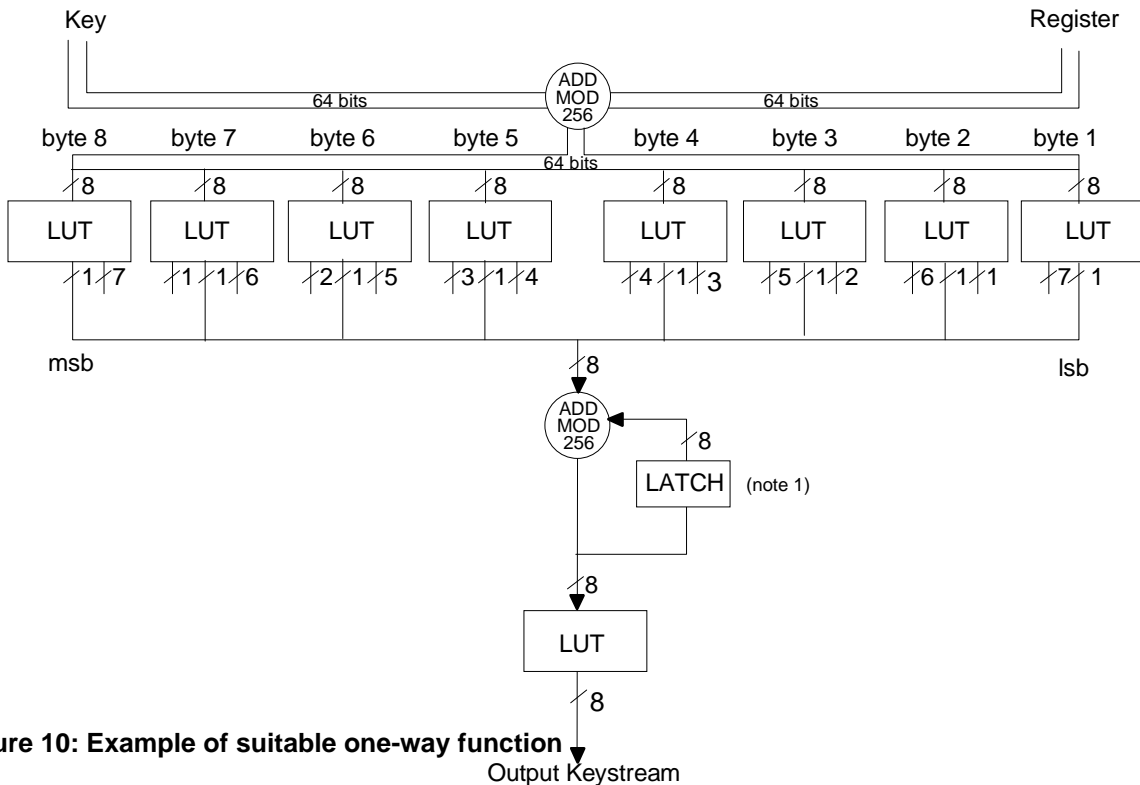 Key Register
ADD
MOD
256
64 bits 64 bits
byte 8 byte 7 byte 6 byte 5 byte 4 byte 3 byte 2 byte 1
64 bits
8 8 8 8 8 8 8 8
LUT LUT LUT LUT LUT LUT LUT LUT
1 7 1 1 6 2 1 5 3 1 4 4 1 3 5 1 2 6 1 1 7 1
msb lsb
8
ADD
MOD
256
8
LATCH (note 1)
8
LUT
8
ure 10: Example of suitable one-way function
Output Keystream